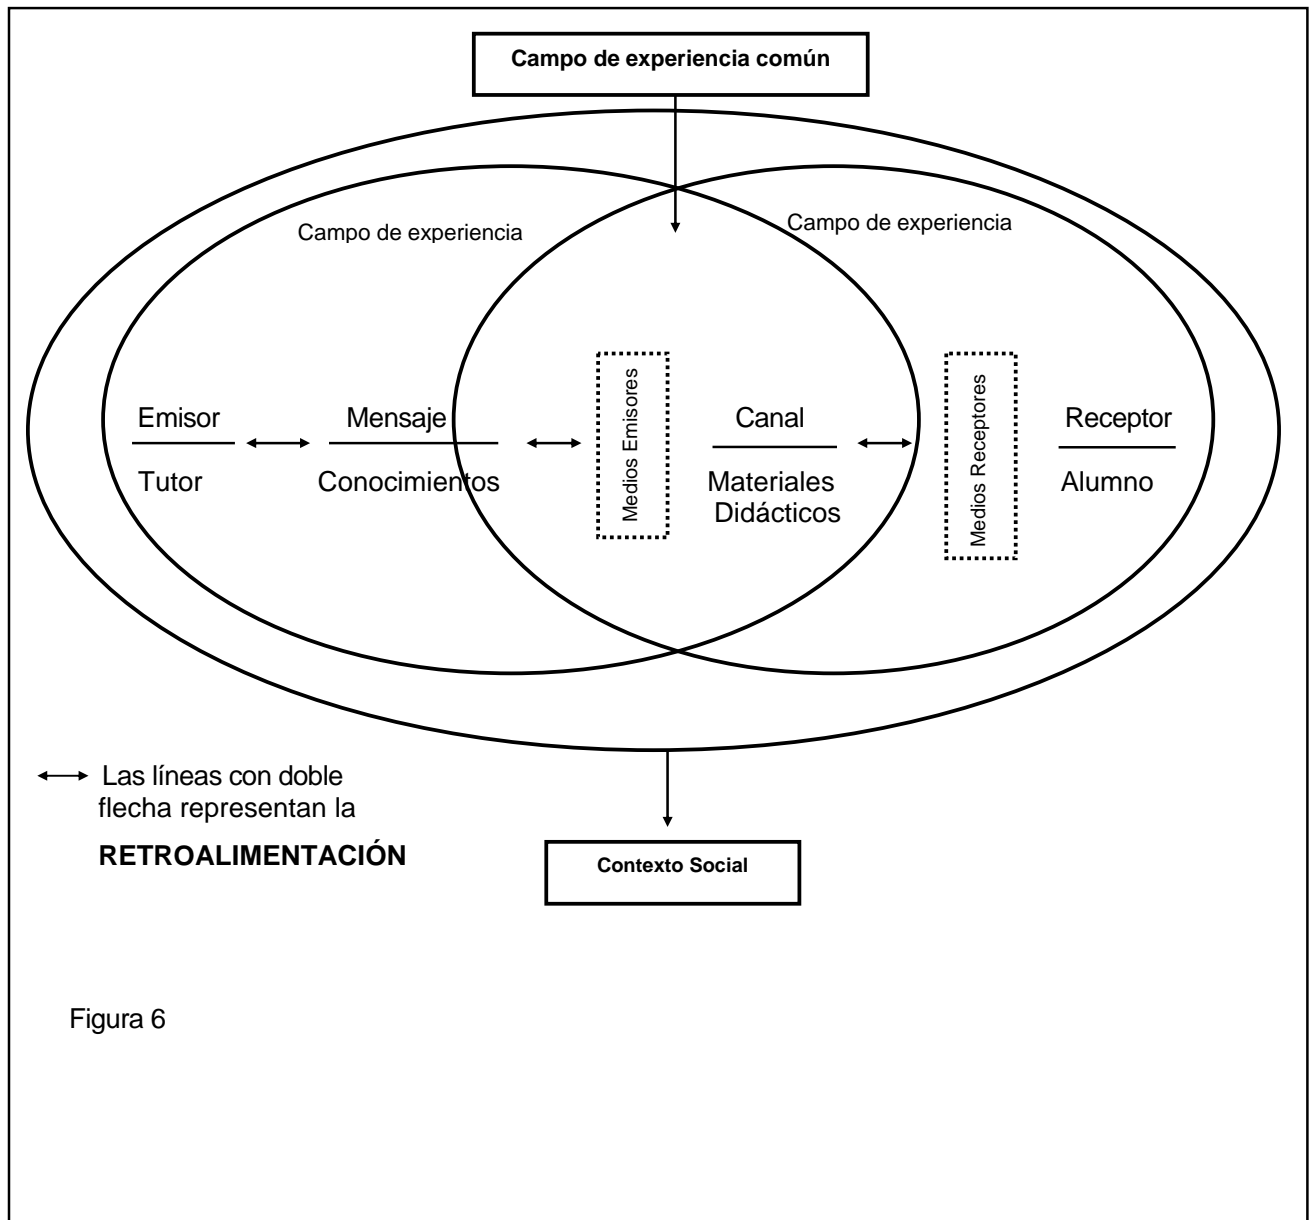 Campo de experiencia común
Campo de experiencia
Campo de experiencia
Emisor
Tutor
Mensaje
Conocimientos
Medios Emisores
Canal
Materiales
Didácticos
Medios Receptores
Receptor
Alumno
Las líneas con doble
flecha representan la
RETROALIMENTACIÓN
Contexto Social
Figura 6